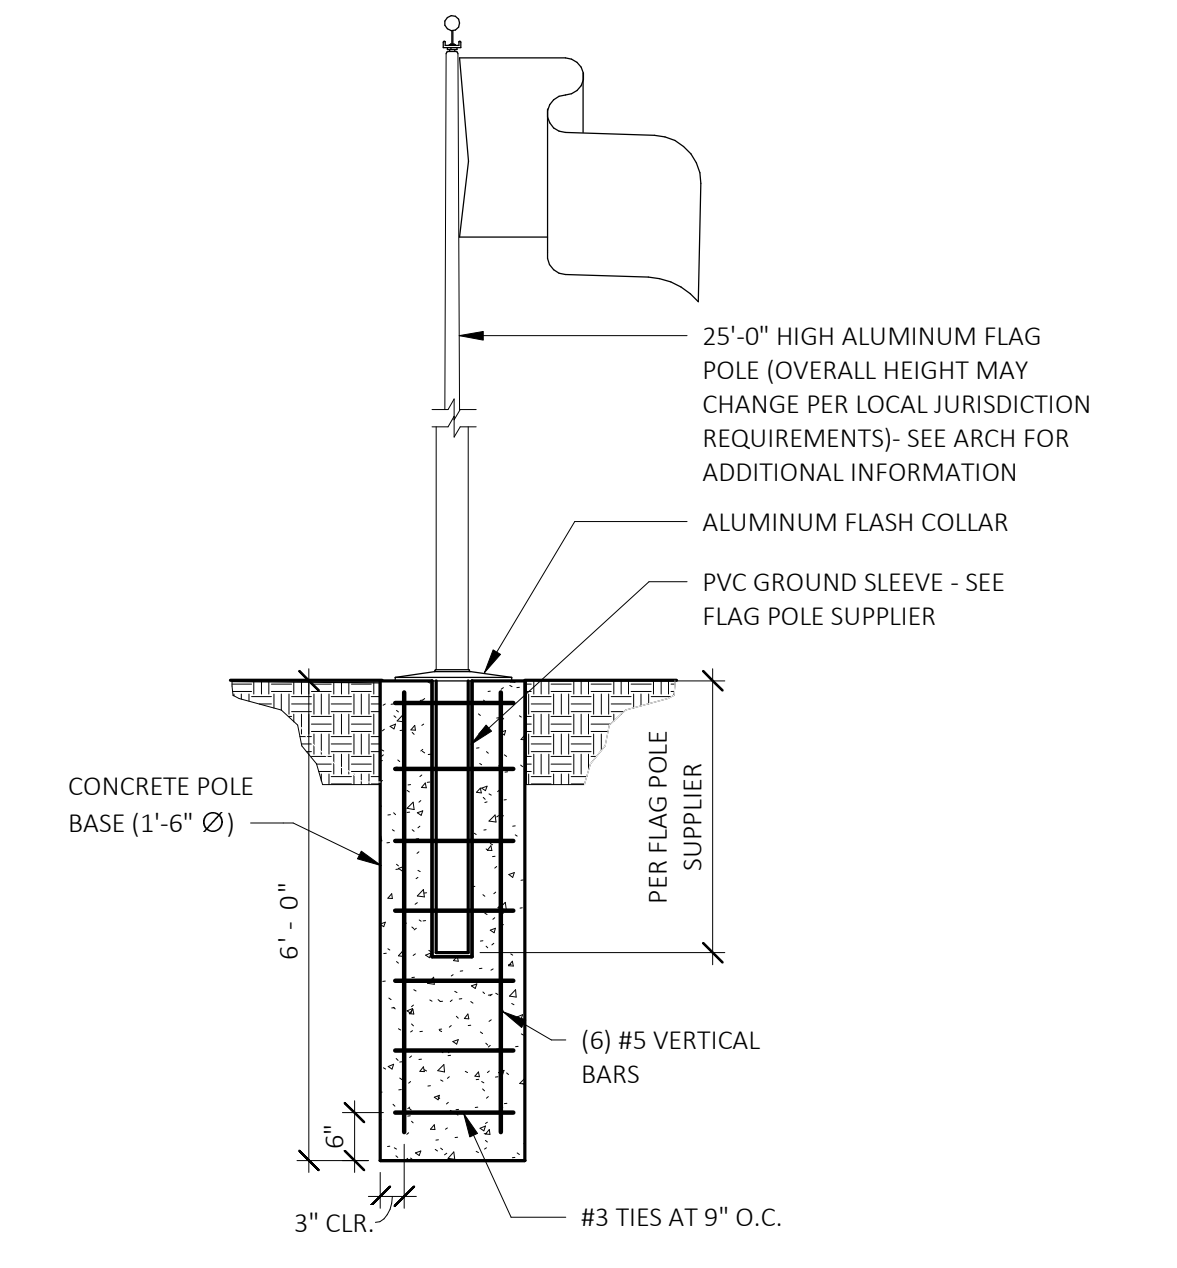 25'-0" HIGH ALUMINUM FLAG
POLE (OVERALL HEIGHT MAY
CHANGE PER LOCAL JURISDICTION
REQUIREMENTS)- SEE ARCH FOR
ADDITIONAL INFORMATION
ALUMINUM FLASH COLLAR
PVC GROUND SLEEVE - SEE
FLAG POLE SUPPLIER
PER FLAG POLE
SUPPLIER
CONCRETE POLE
BASE (1'-6" Ø)
6' - 0"
(6) #5 VERTICAL
BARS
6"
3" CLR.
#3 TIES AT 9" O.C.